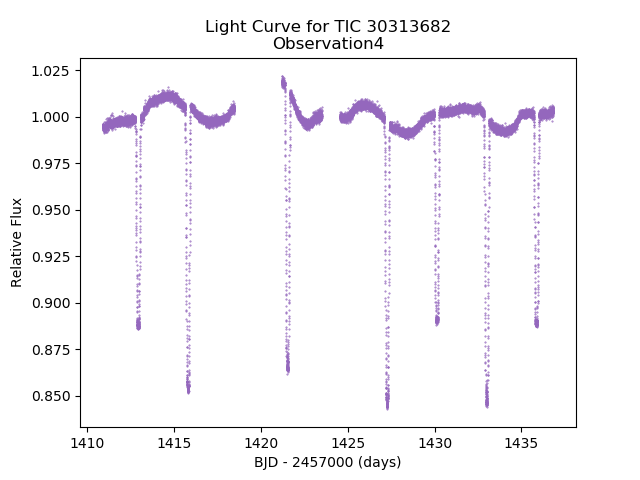 Light Curve for TIC 30313682
Observation4
1.025
1.000
0.975
0.950
0.925
0.900
0.875
0.850
Relative Flux
1410 1415 1420 1425 1430 1435
BJD - 2457000 (days)